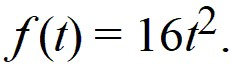 f(t) = 16t².